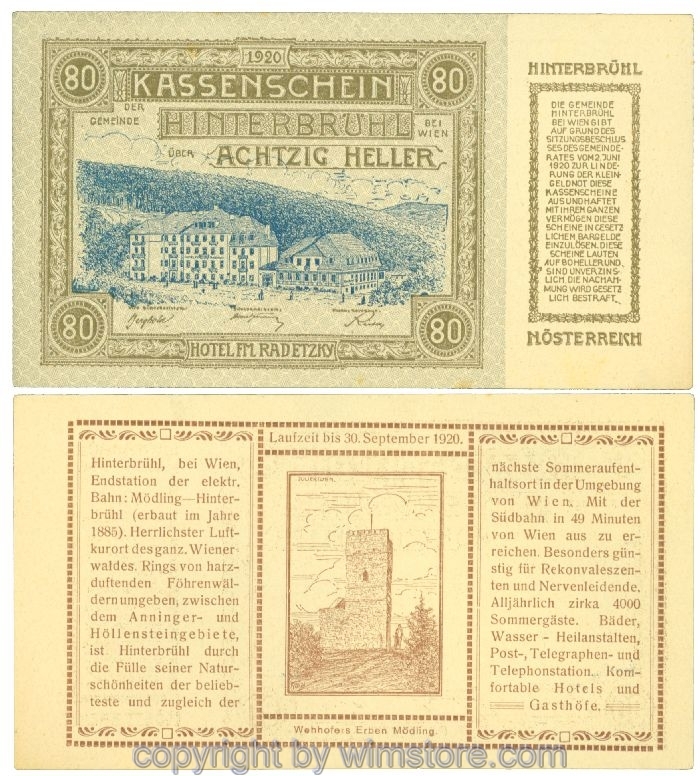 80
1920
80
KASSENSCHEIN
DER
GEMEINDE
HINTERBRÜHL
BEI
WIEN
ÜBER
ACHTZIG HELLER
80
80
HOTEL FM. RADETZKY
HINTERBRÜHL
DIE GEMEINDE
HINTERBRÜHL
BEI WIEN GIBT
AUF GRUND DES
SITZUNGSBESCHLUS
SES DES GEMEINDE-
RATES VOM 2. JUNI
1920 ZUR LINDE
RUNG DER KLEIN-
GELDNOT DIESE
KASSENSCHEINE
AUS UND HAFTET
MIT IHREM GANZEN
VERMÖGEN DIESE
SCHEINE IN GESETZ
LICHEM BARGELDE
EINZULÖSEN. DIESE
SCHEINE LAUTEN
AUF 80 HELLER UND
SIND UNVERZINS-
LICH DIE NACHAH-
MUNG WIRD GESETZ
LICH BESTRAFT.
N.ÖSTERREICH
Laufzeit bis 30. September 1920.
Hinterbrühl, bei Wien,
Endstation der elektr.
Bahn: Mödling—Hinter-
brühl (erbaut im Jahre
1885). Herrlichster Luft-
kurort des ganz. Wiener
waldes. Rings von harz-
duftenden Föhrenwäl-
dern umgeben, zwischen
dem Anninger- und
Höllensteingebiete,
ist Hinterbrühl durch
die Fülle seiner Natur-
schönheiten der belieb-
teste und zugleich der
nächste Sommeraufent-
haltsort in der Umgebung
von Wien. Mit der
Südbahn in 49 Minuten
von Wien aus zu er-
reichen. Besonders gün-
stig für Rekonvaleszen-
ten und Nervenleidende.
Alljährlich zirka 4000
Sommergäste. Bäder,
Wasser - Heilanstalten,
Post-, Telegraphen- und
Telephonstation. Kom-
fortable Hotels und
Gasthöfe.
Wehhofers Erben Mödling.
copyright by wimstore.com